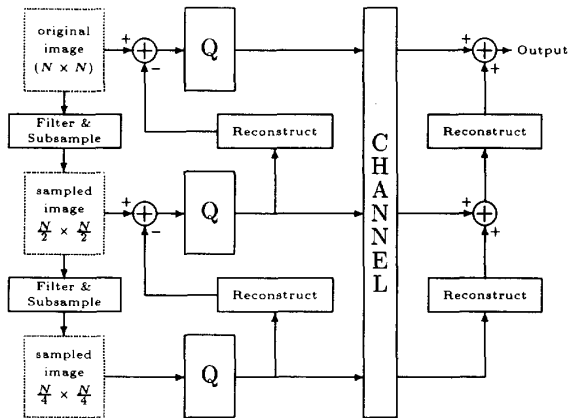 original
image
(N × N)
+
−
Q
+
+
Output
Filter &
Subsample
Reconstruct
CHANNEL
Reconstruct
sampled
image
N/2 × N/2
+
−
Q
+
+
Filter &
Subsample
Reconstruct
Reconstruct
sampled
image
N/4 × N/4
Q